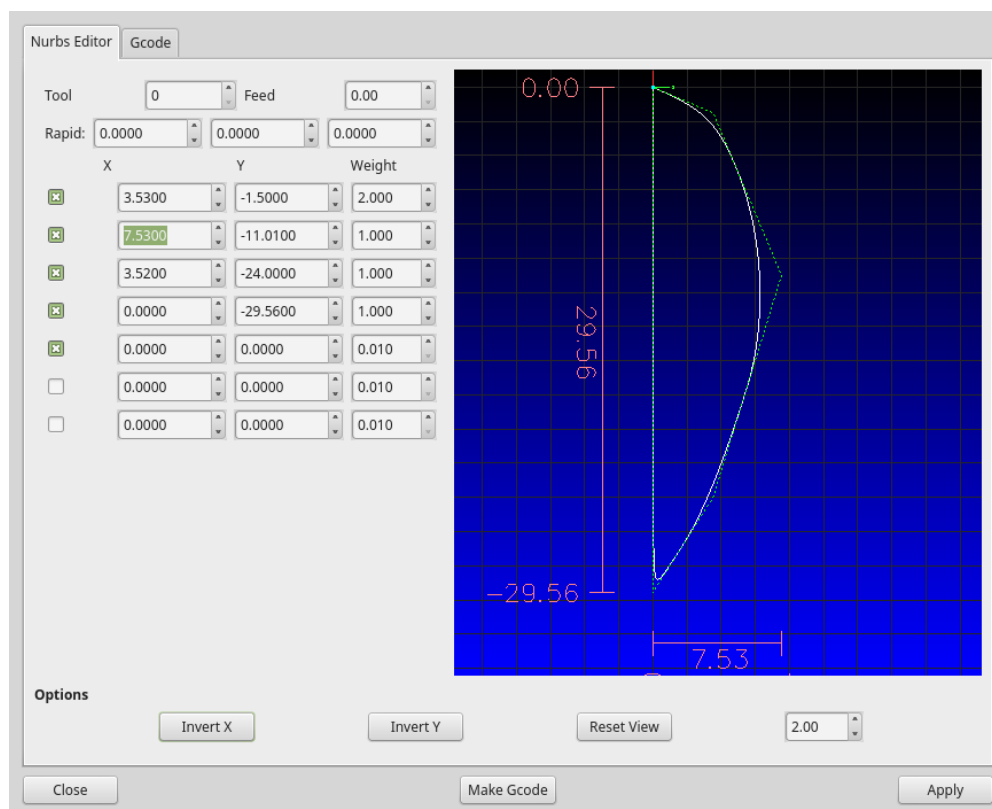 Nurbs Editor Gcode
Tool 0 Feed 0.00
Rapid: 0.0000 0.0000 0.0000
X Y Weight
3.5300 -1.5000 2.000
7.5300 -11.0100 1.000
3.5200 -24.0000 1.000
0.0000 -29.5600 1.000
0.0000 0.0000 0.010
0.0000 0.0000 0.010
0.0000 0.0000 0.010
0.00
29.56
-29.56
7.53
Options
Invert X Invert Y Reset View 2.00
Close Make Gcode Apply